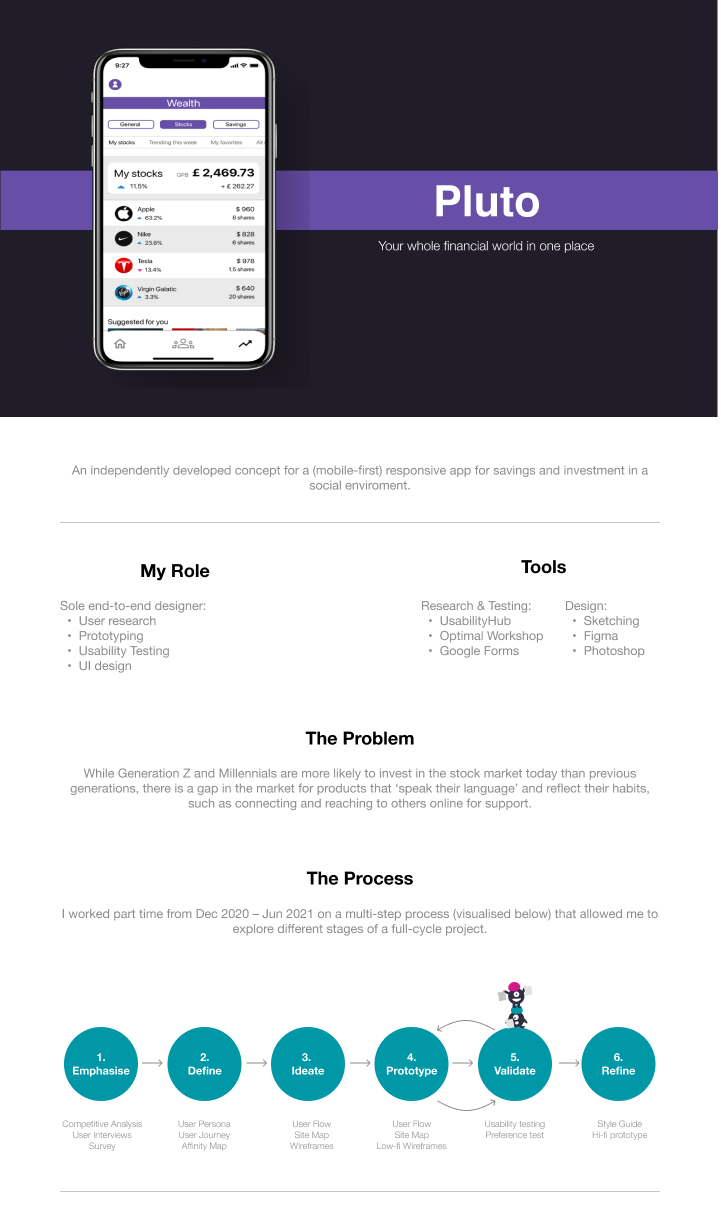 9:27
Wealth
General Stocks Savings
My stocks Trending this week My favorites All
My stocks GPB £ 2,469.73
11.5% + £ 262.27
Apple $ 960
63.2% 8 shares
Nike $ 828
23.6% 6 shares
Tesla $ 978
13.4% 1.5 shares
Virgin Galatic $ 640
3.3% 20 shares
Suggested for you
Pluto
Your whole financial world in one place
An independently developed concept for a (mobile-first) responsive app for savings and investment in a
social enviroment.
My Role
Sole end-to-end designer:
• User research
• Prototyping
• Usability Testing
• UI design
Tools
Research & Testing:
• UsabilityHub
• Optimal Workshop
• Google Forms
Design:
• Sketching
• Figma
• Photoshop
The Problem
While Generation Z and Millennials are more likely to invest in the stock market today than previous
generations, there is a gap in the market for products that ‘speak their language’ and reflect their habits,
such as connecting and reaching to others online for support.
The Process
I worked part time from Dec 2020 – Jun 2021 on a multi-step process (visualised below) that allowed me to
explore different stages of a full-cycle project.
1.
Emphasise
2.
Define
3.
Ideate
4.
Prototype
5.
Validate
6.
Refine
Competitive Analysis
User Interviews
Survey
User Persona
User Journey
Affinity Map
User Flow
Site Map
Wireframes
User Flow
Site Map
Low-fi Wireframes
Usability testing
Preference test
Style Guide
Hi-fi prototype